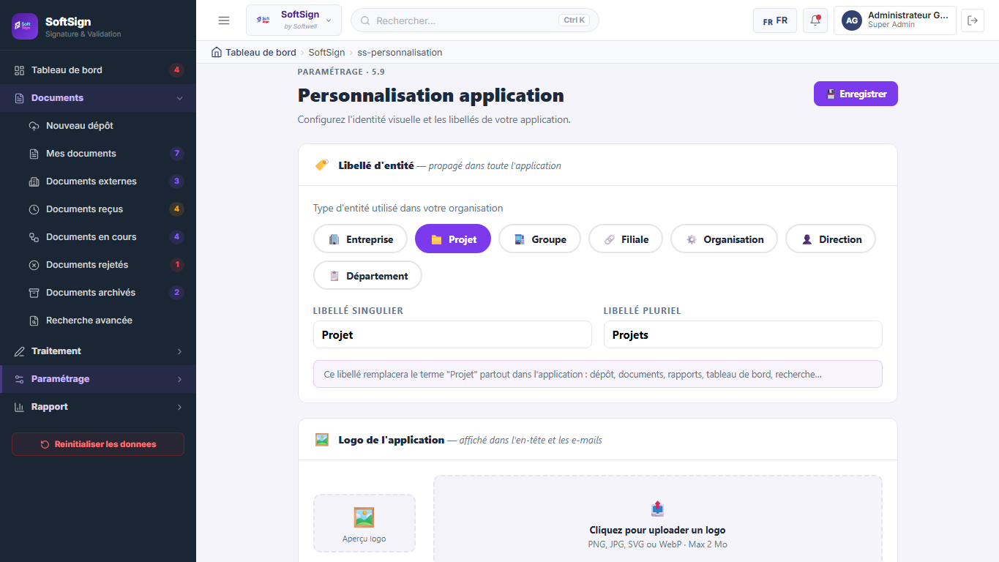 SoftSign
Signature & Validation
Tableau de bord 4
Documents
Nouveau dépôt
Mes documents 7
Documents externes 3
Documents reçus 4
Documents en cours 4
Documents rejetés 1
Documents archivés 2
Recherche avancée
Traitement
Paramétrage
Rapport
Reinitialiser les donnees
SoftSign
by Softwell
Rechercher... Ctrl K
FR FR
AG
Administrateur G...
Super Admin
Tableau de bord › SoftSign › ss-personnalisation
PARAMÉTRAGE · 5.9
Personnalisation application
Configurez l'identité visuelle et les libellés de votre application.
Enregistrer
Libellé d'entité — propagé dans toute l'application
Type d'entité utilisé dans votre organisation
Entreprise Projet Groupe Filiale Organisation Direction
Département
LIBELLÉ SINGULIER LIBELLÉ PLURIEL
Projet Projets
Ce libellé remplacera le terme "Projet" partout dans l'application : dépôt, documents, rapports, tableau de bord, recherche...
Logo de l'application — affiché dans l'en-tête et les e-mails
Aperçu logo
Cliquez pour uploader un logo
PNG, JPG, SVG ou WebP · Max 2 Mo